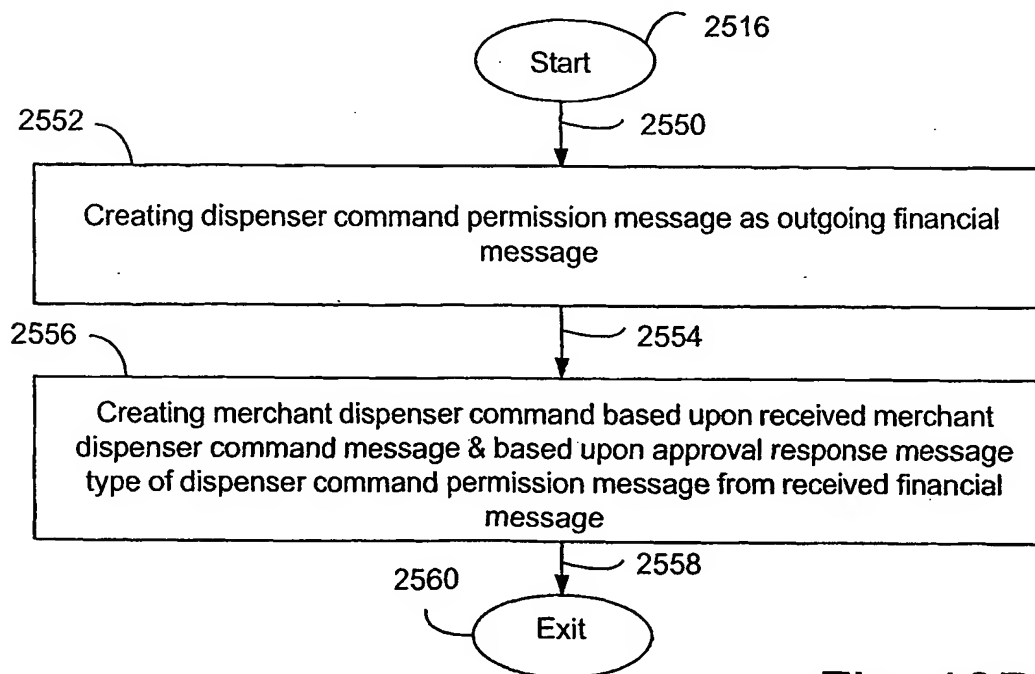 2516
Start
2552
2550
Creating dispenser command permission message as outgoing financial
message
2556
2554
Creating merchant dispenser command based upon received merchant
dispenser command message & based upon approval response message
type of dispenser command permission message from received financial
message
2558
2560
Exit